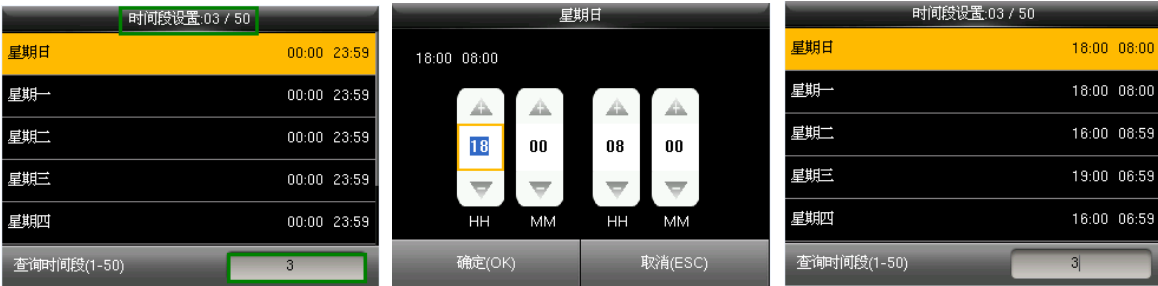 时间段设置:03 / 50
星期日 00:00 23:59
星期一 00:00 23:59
星期二 00:00 23:59
星期三 00:00 23:59
星期四 00:00 23:59
查询时间段(1-50) 3
星期日
18:00 08:00
18 00 08 00
HH MM HH MM
确定(OK) 取消(ESC)
时间段设置:03 / 50
星期日 18:00 08:00
星期一 18:00 08:00
星期二 16:00 08:59
星期三 19:00 06:59
星期四 16:00 06:59
查询时间段(1-50) 3